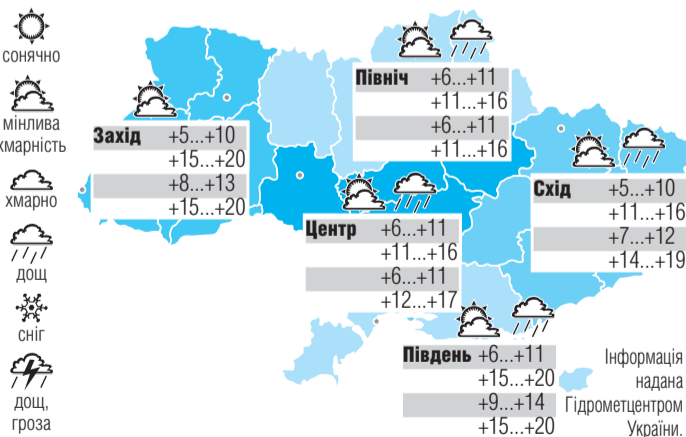 сонячно
мінлива
хмарність
хмарно
дощ
сніг
дощ,
гроза
Північ +6...+11
+11...+16
+6...+11
+11...+16
Захід +5...+10
+15...+20
+8...+13
+15...+20
Схід +5...+10
+11...+16
+7...+12
+14...+19
Центр +6...+11
+11...+16
+6...+11
+12...+17
Південь +6...+11
+15...+20
+9...+14
+15...+20
Інформація
надана
Гідрометцентром
України.